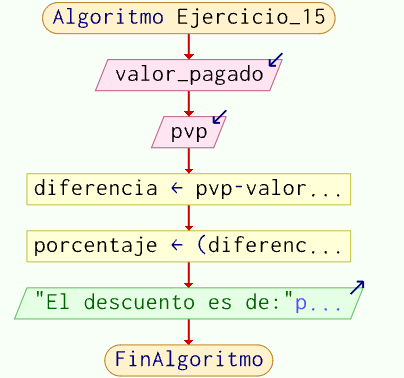 Algoritmo Ejercicio_15
valor_pagado
pvp
diferencia ← pvp-valor...
porcentaje ← (diferenc...
"El descuento es de:"p...
FinAlgoritmo